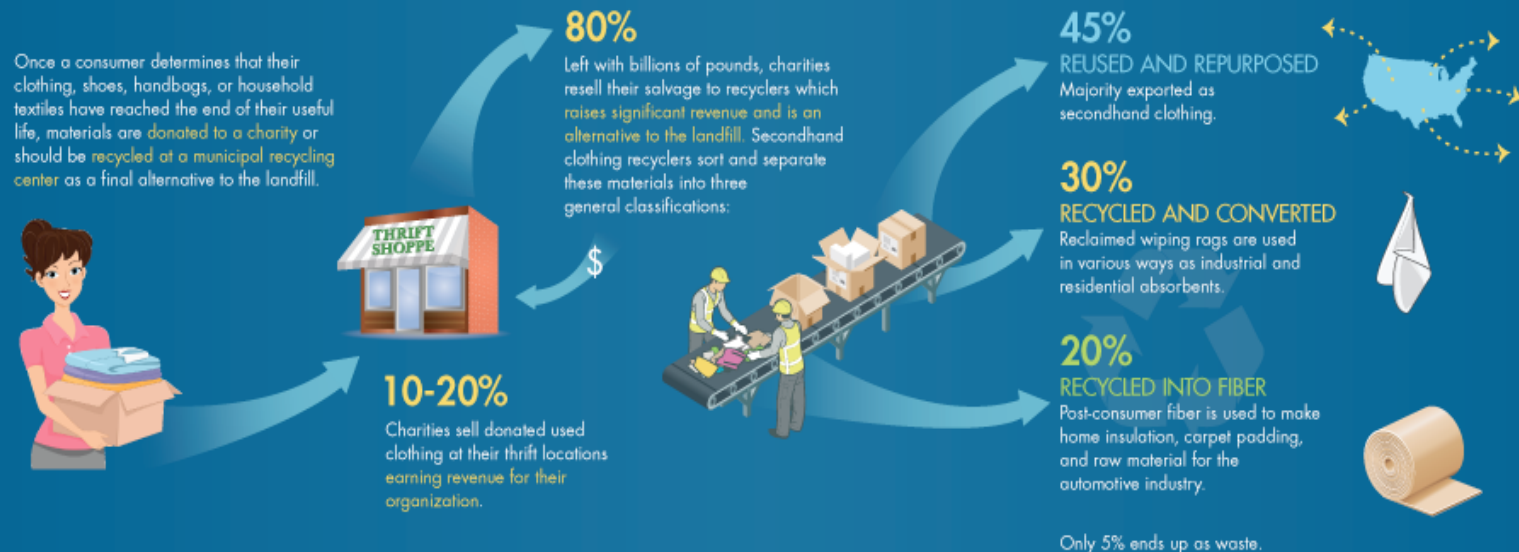 Once a consumer determines that their
clothing, shoes, handbags, or household
textiles have reached the end of their useful
life, materials are donated to a charity or
should be recycled at a municipal recycling
center as a final alternative to the landfill.
THRIFT
SHOPPE
10-20%
Charities sell donated used
clothing at their thrift locations
earning revenue for their
organization.
80%
Left with billions of pounds, charities
resell their salvage to recyclers which
raises significant revenue and is an
alternative to the landfill. Secondhand
clothing recyclers sort and separate
these materials into three
general classifications:
$
45%
REUSED AND REPURPOSED
Majority exported as
secondhand clothing.
30%
RECYCLED AND CONVERTED
Reclaimed wiping rags are used
in various ways as industrial and
residential absorbents.
20%
RECYCLED INTO FIBER
Post-consumer fiber is used to make
home insulation, carpet padding,
and raw material for the
automotive industry.
Only 5% ends up as waste.